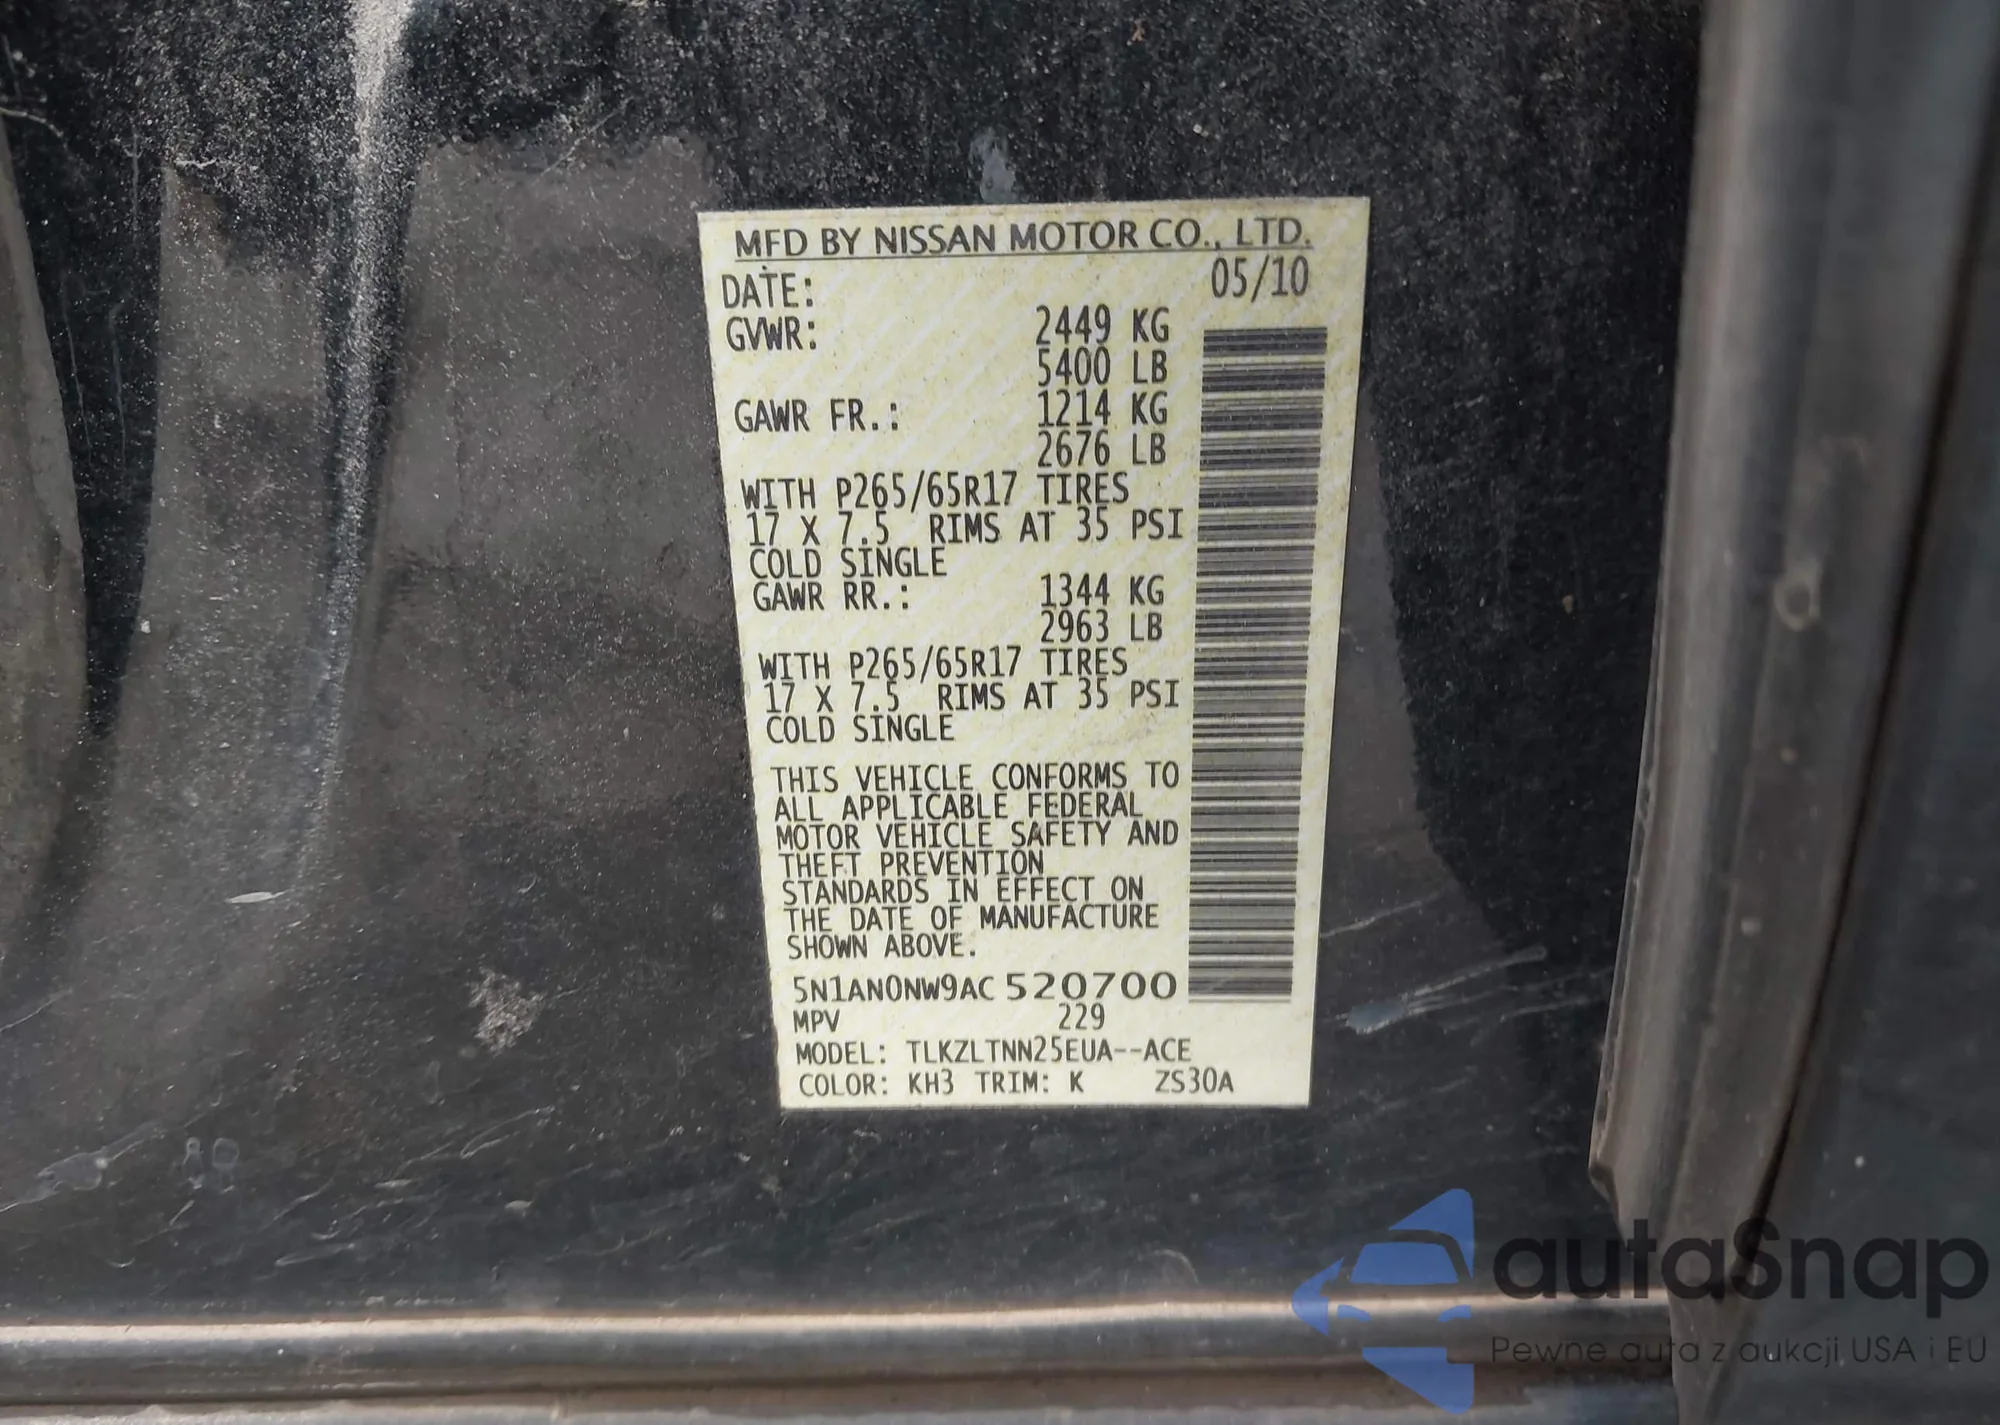 MFD BY NISSAN MOTOR CO., LTD.
DATE: 05/10
GVWR: 2449 KG
5400 LB
GAWR FR.: 1214 KG
2676 LB
WITH P265/65R17 TIRES
17 X 7.5 RIMS AT 35 PSI
COLD SINGLE
GAWR RR.: 1344 KG
2963 LB
WITH P265/65R17 TIRES
17 X 7.5 RIMS AT 35 PSI
COLD SINGLE
THIS VEHICLE CONFORMS TO
ALL APPLICABLE FEDERAL
MOTOR VEHICLE SAFETY AND
THEFT PREVENTION
STANDARDS IN EFFECT ON
THE DATE OF MANUFACTURE
SHOWN ABOVE.
5N1AN0NW9AC 520700
MPV 229
MODEL: TLKZLTNN25EUA--ACE
COLOR: KH3 TRIM: K ZS30A
autaSnap
Pewne auta z aukcji USA i EU